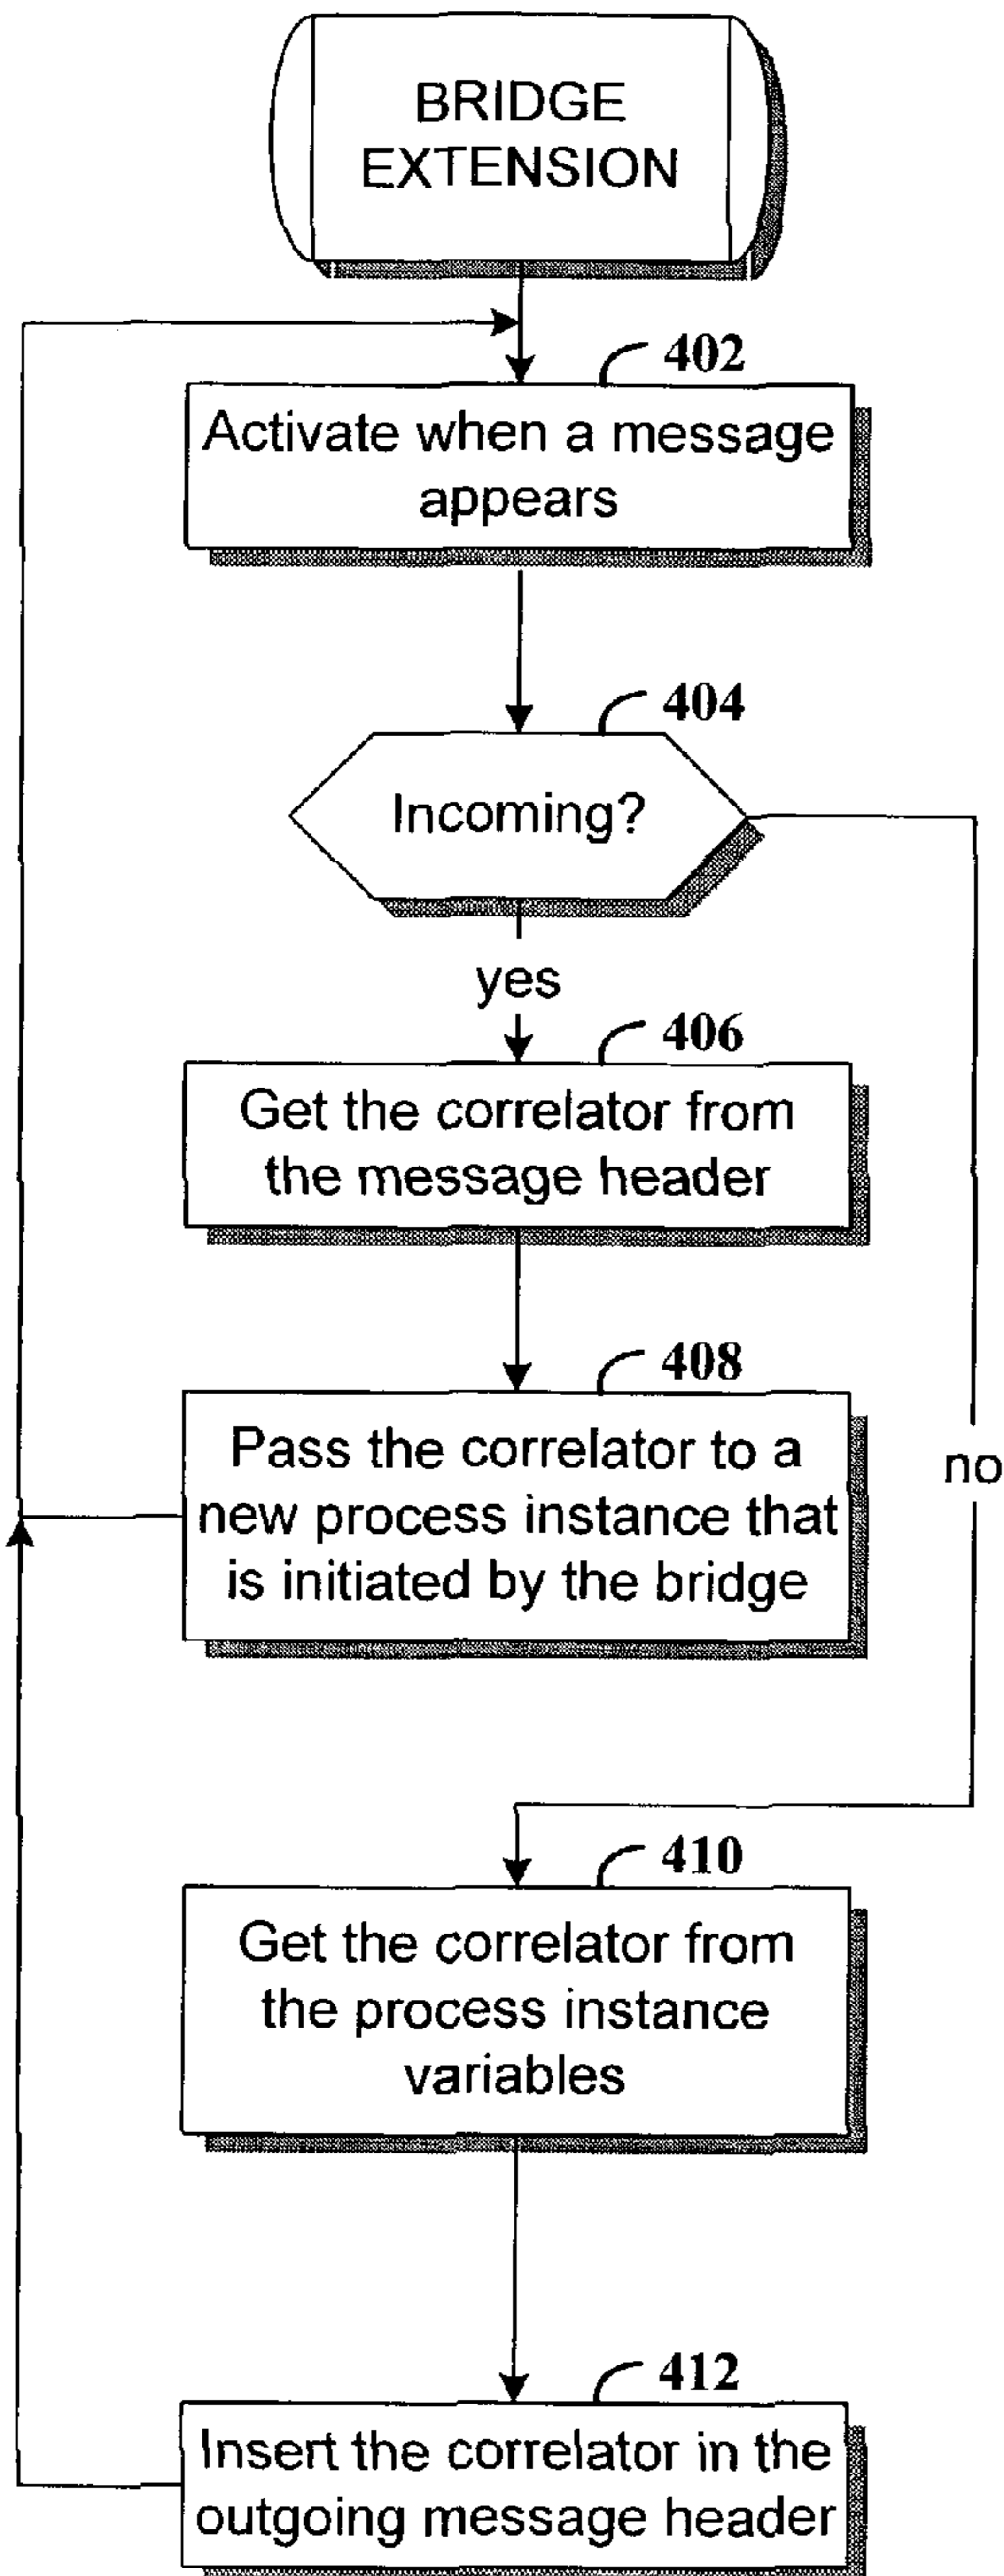 BRIDGE
EXTENSION
402
Activate when a message
appears
404
Incoming?
yes
406
Get the correlator from
the message header
408
Pass the correlator to a
new process instance that
is initiated by the bridge
no
410
Get the correlator from
the process instance
variables
412
Insert the correlator in the
outgoing message header